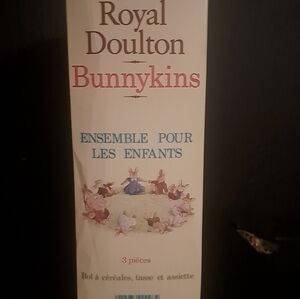 Royal
Doulton
Bunnykins
ENSEMBLE POUR
LES ENFANTS
3 pièces
Bol à céréales, tasse et assiette